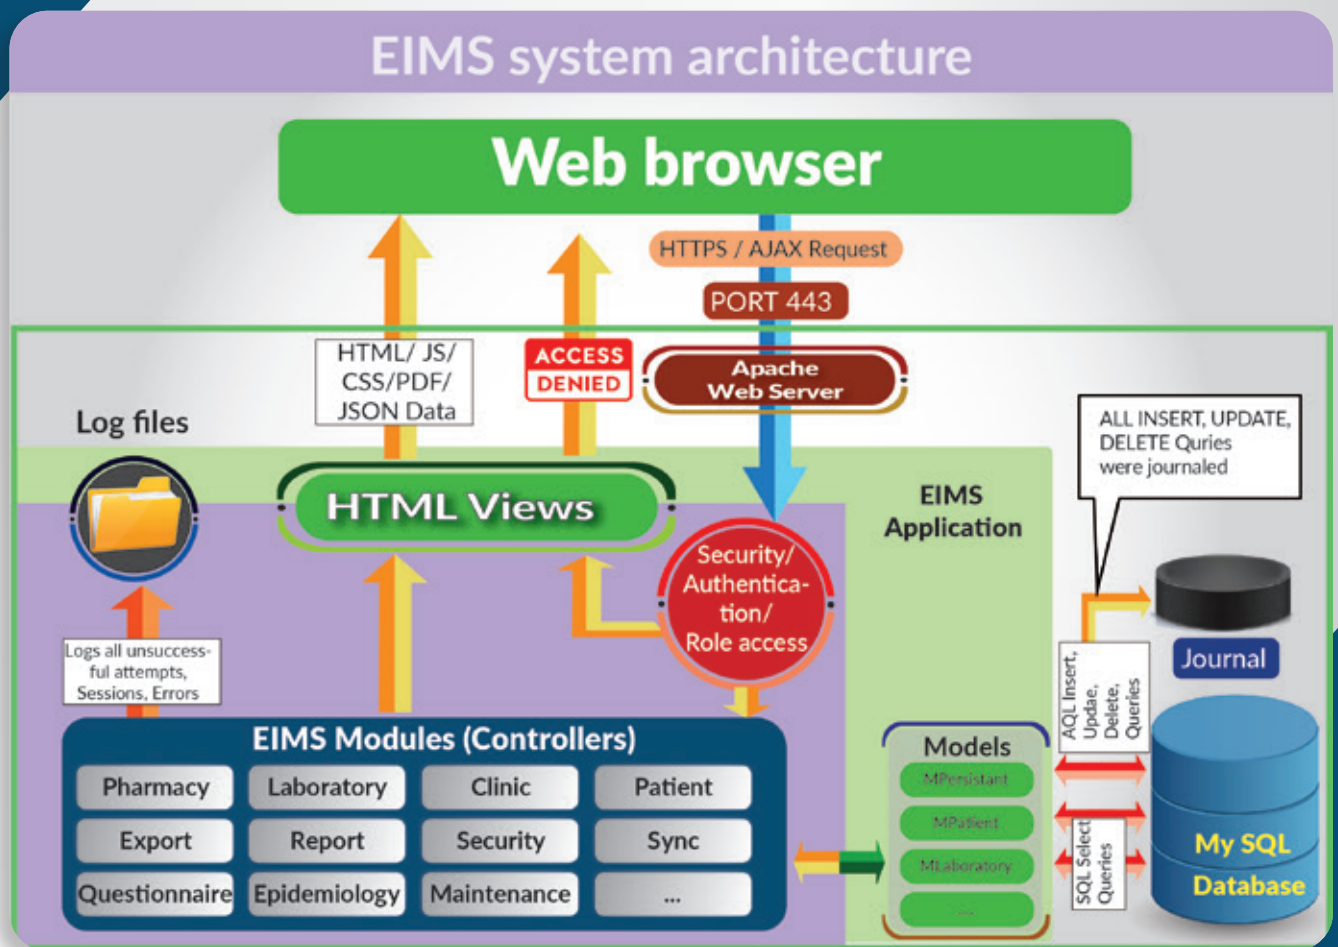 EIMS system architecture
Web browser
HTTPS / AJAX Request
PORT 443
HTML/ JS/
CSS/PDF/
JSON Data
ACCESS
DENIED
Apache
Web Server
Log files
ALL INSERT, UPDATE,
DELETE Quries
were journaled
HTML Views
EIMS
Application
Security/
Authentica-
tion/
Role access
Logs all unsuccess-
ful attempts,
Sessions, Errors
Journal
AQL Insert,
Updae,
Delete,
Queries
EIMS Modules (Controllers)
Pharmacy
Laboratory
Clinic
Patient
Export
Report
Security
Sync
Questionnaire
Epidemiology
Maintenance
...
Models
MPersistant
MPatient
MLaboratory
....
SQL Select
Queries
My SQL
Database